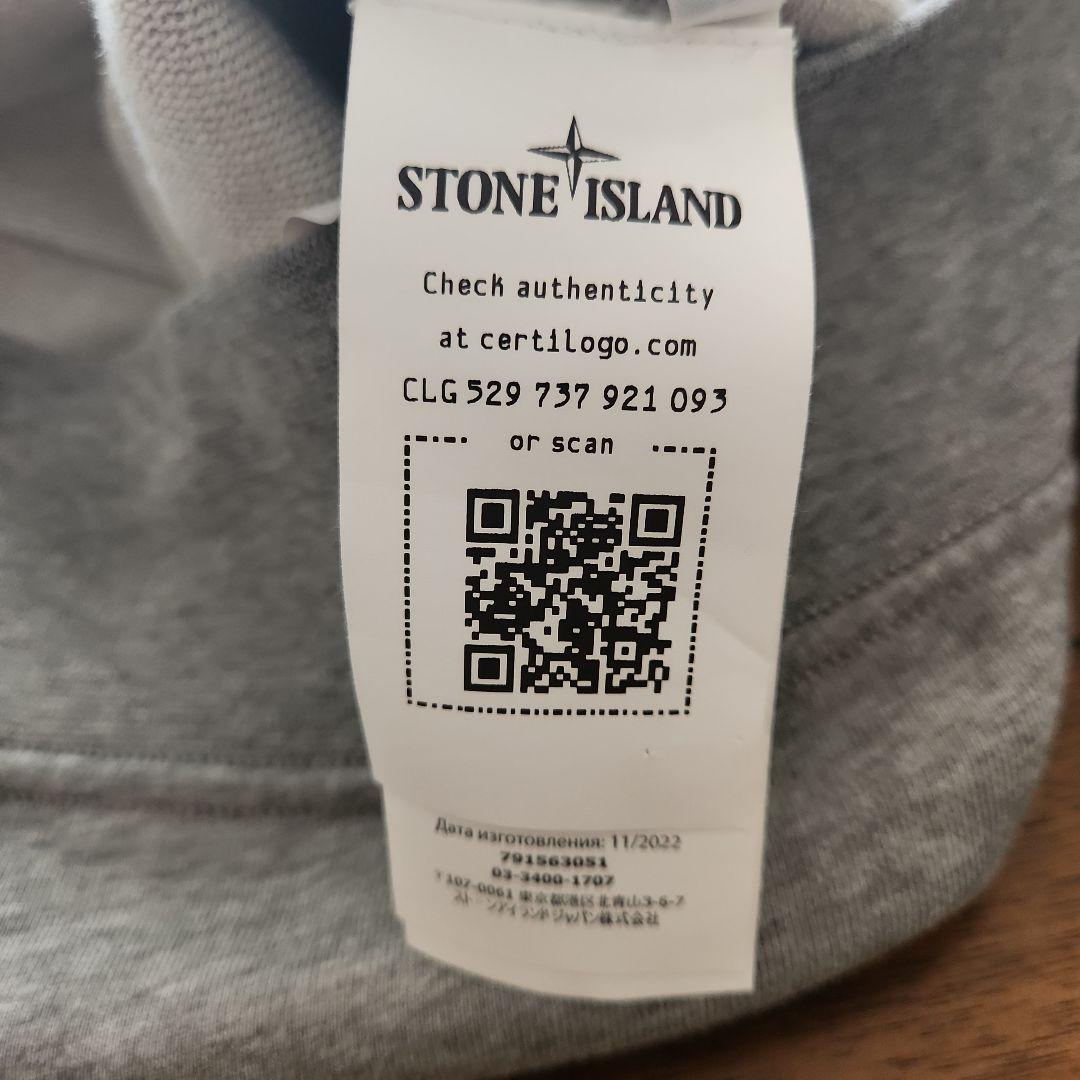 STONE ISLAND
Check authenticity
at certilogo.com
CLG 529 737 921 093
or scan
Дата изготовления: 11/2022
791563051
03-3400-1707
〒107-0061 東京都港区北青山3-6-7
ストーンアイランドジャパン株式会社